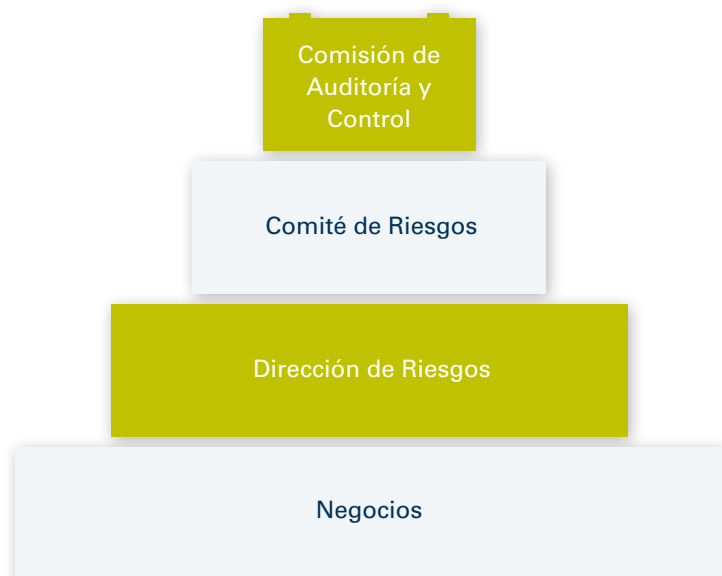 Comisión de
Auditoría y
Control
Comité de Riesgos
Dirección de Riesgos
Negocios